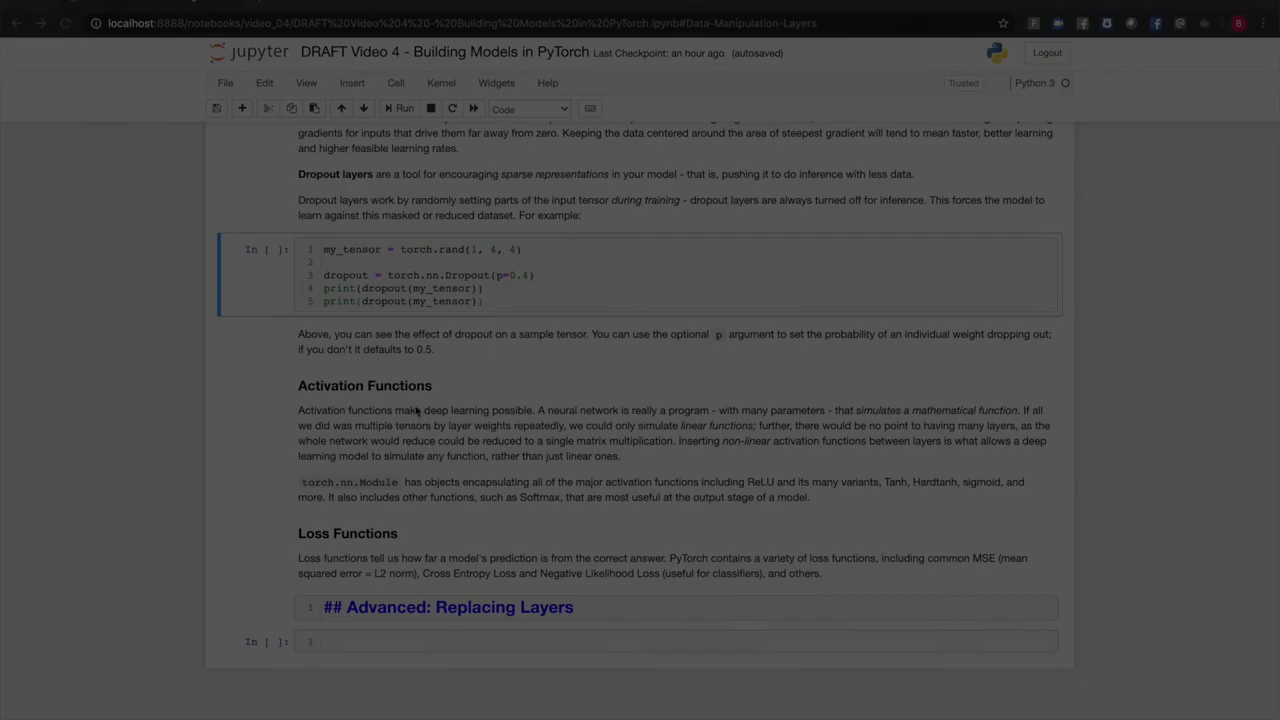 localhost:8888/notebooks/video_04/DRAFT%20Video%204%20-%20Building%20Models%20in%20PyTorch.ipynb#Data-Manipulation-Layers
jupyter DRAFT Video 4 - Building Models in PyTorch Last Checkpoint: an hour ago (autosaved) Logout
File Edit View Insert Cell Kernel Widgets Help Trusted Python 3
Run Code
gradients for inputs that drive them far away from zero. Keeping the data centered around the area of steepest gradient will tend to mean faster, better learning
and higher feasible learning rates.
Dropout layers are a tool for encouraging sparse representations in your model - that is, pushing it to do inference with less data.
Dropout layers work by randomly setting parts of the input tensor during training - dropout layers are always turned off for inference. This forces the model to
learn against this masked or reduced dataset. For example:
In [ ]: 1 my_tensor = torch.rand(1, 4, 4)
2
3 dropout = torch.nn.Dropout(p=0.4)
4 print(dropout(my_tensor))
5 print(dropout(my_tensor))
Above, you can see the effect of dropout on a sample tensor. You can use the optional p argument to set the probability of an individual weight dropping out;
if you don't it defaults to 0.5.
Activation Functions
Activation functions make deep learning possible. A neural network is really a program - with many parameters - that simulates a mathematical function. If all
we did was multiple tensors by layer weights repeatedly, we could only simulate linear functions; further, there would be no point to having many layers, as the
whole network would reduce could be reduced to a single matrix multiplication. Inserting non-linear activation functions between layers is what allows a deep
learning model to simulate any function, rather than just linear ones.
torch.nn.Module has objects encapsulating all of the major activation functions including ReLU and its many variants, Tanh, Hardtanh, sigmoid, and
more. It also includes other functions, such as Softmax, that are most useful at the output stage of a model.
Loss Functions
Loss functions tell us how far a model's prediction is from the correct answer. PyTorch contains a variety of loss functions, including common MSE (mean
squared error = L2 norm), Cross Entropy Loss and Negative Likelihood Loss (useful for classifiers), and others.
1 ## Advanced: Replacing Layers
In [ ]: 1